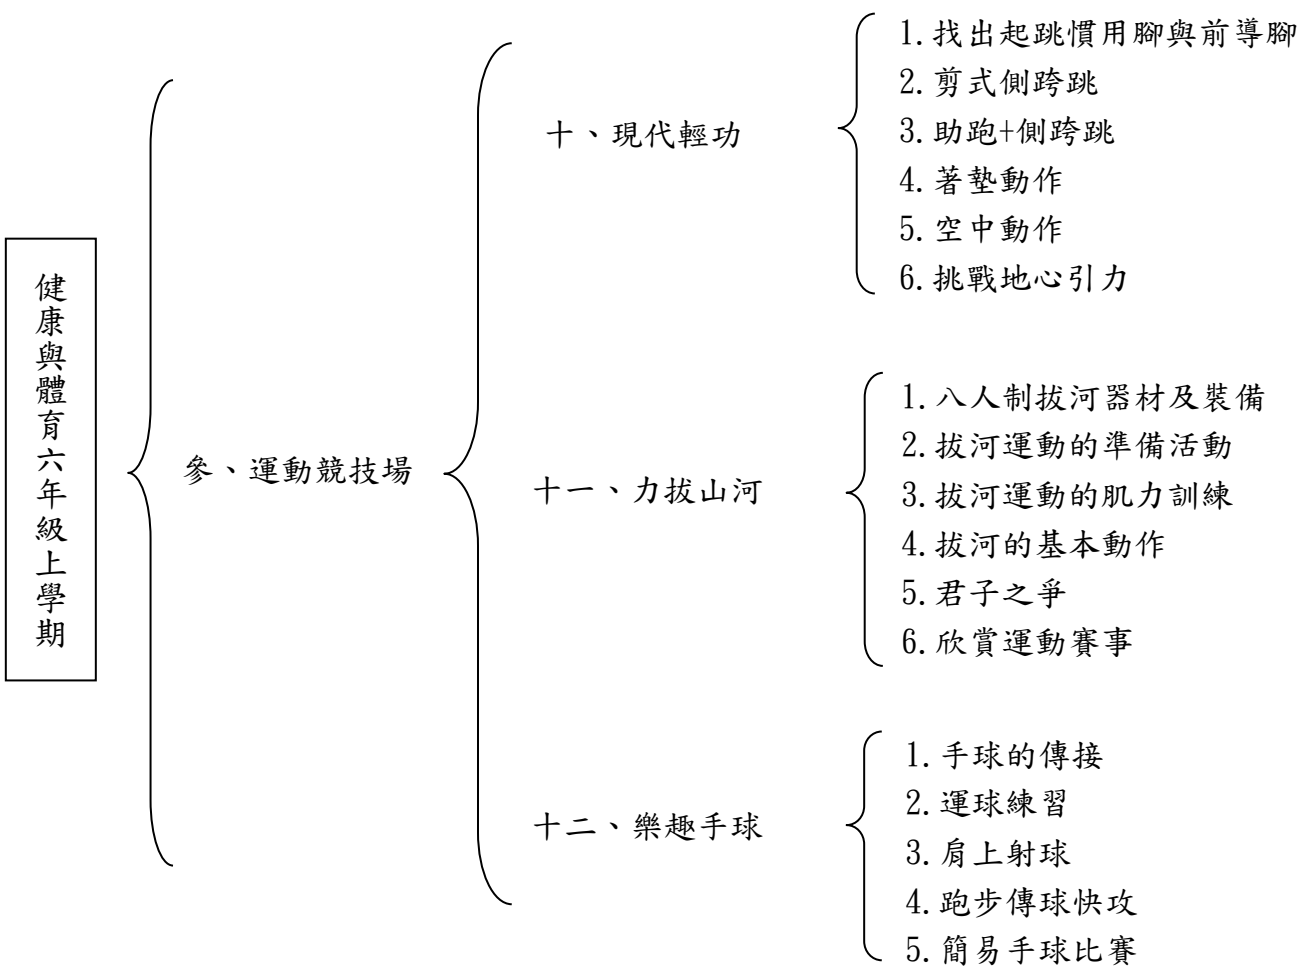 健康與體育六年級上學期
參、運動競技場
十、現代輕功
1.找出起跳慣用腳與前導腳
2.剪式側跨跳
3.助跑+側跨跳
4.著墊動作
5.空中動作
6.挑戰地心引力
十一、力拔山河
1.八人制拔河器材及裝備
2.拔河運動的準備活動
3.拔河運動的肌力訓練
4.拔河的基本動作
5.君子之爭
6.欣賞運動賽事
十二、樂趣手球
1.手球的傳接
2.運球練習
3.肩上射球
4.跑步傳球快攻
5.簡易手球比賽